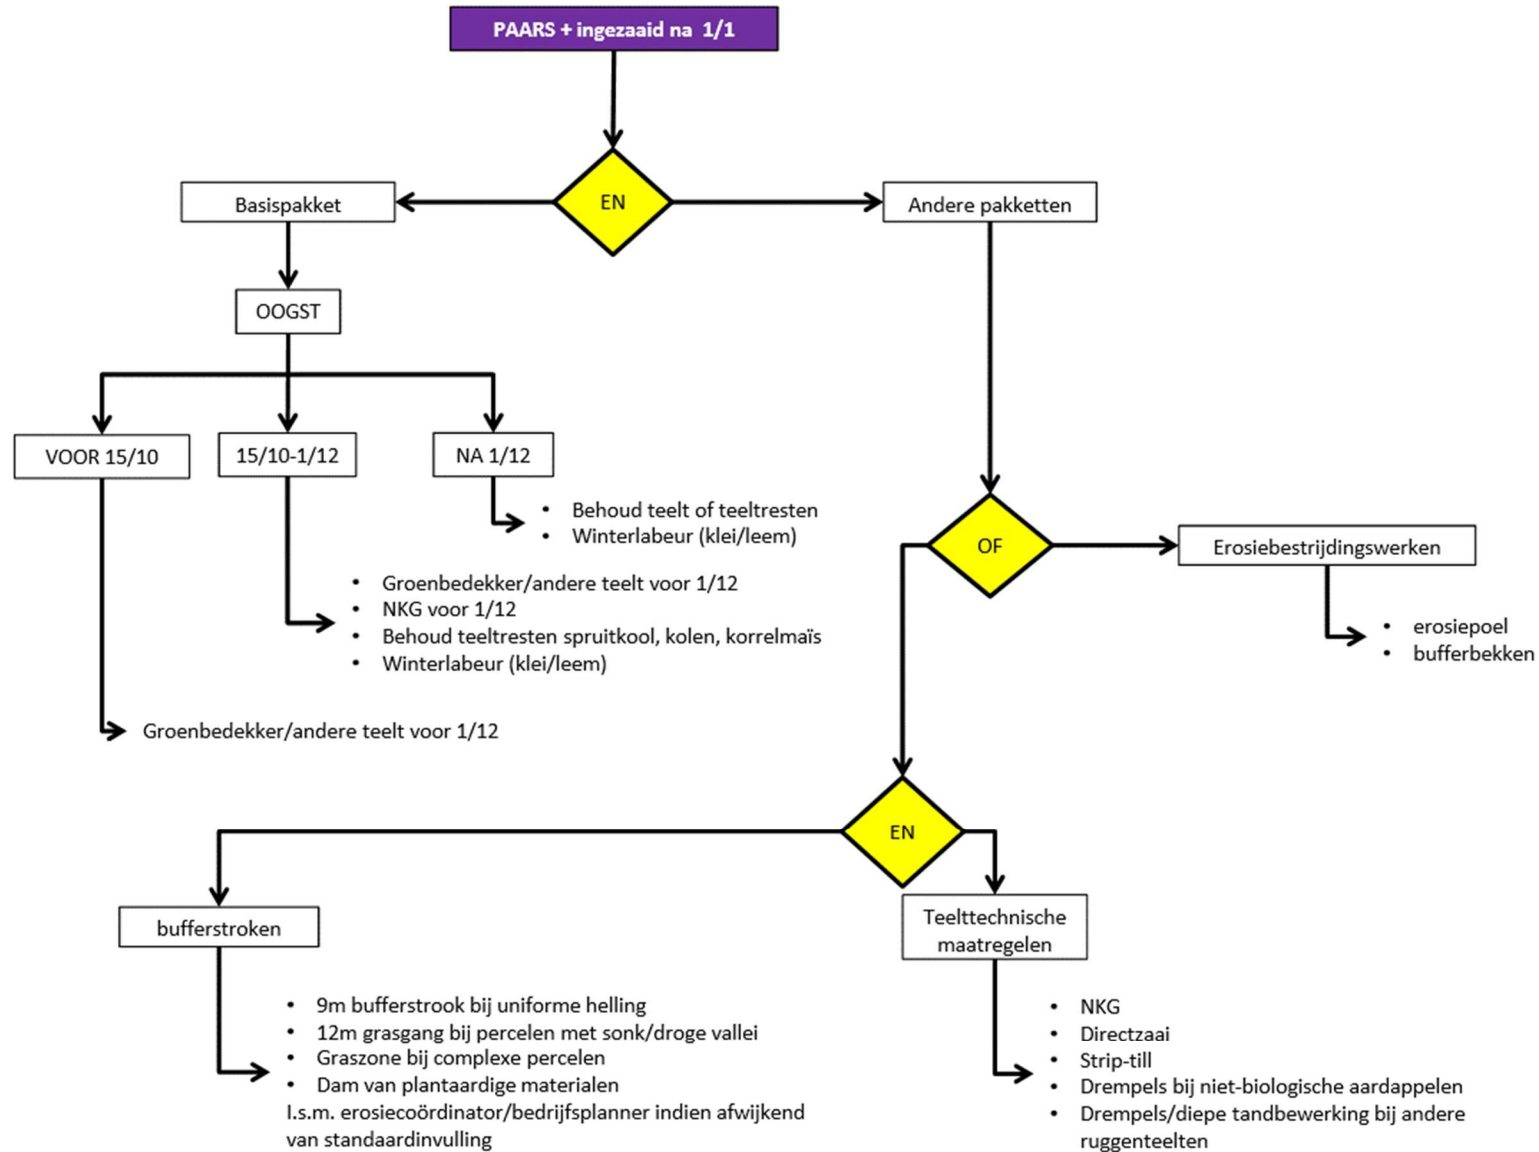 PAARS + ingezaaid na 1/1
EN
Basispakket
Andere pakketten
OOGST
VOOR 15/10
15/10-1/12
NA 1/12
• Behoud teelt of teeltresten
• Winterlabeur (klei/leem)
• Groenbedekker/andere teelt voor 1/12
• NKG voor 1/12
• Behoud teeltresten spruitkool, kolen, korrelmaïs
• Winterlabeur (klei/leem)
Groenbedekker/andere teelt voor 1/12
OF
Erosiebestrijdingswerken
• erosiepoel
• bufferbekken
EN
bufferstroken
• 9m bufferstrook bij uniforme helling
• 12m grasgang bij percelen met sonk/droge vallei
• Graszone bij complexe percelen
• Dam van plantaardige materialen
I.s.m. erosiecoördinator/bedrijfsplanner indien afwijkend
van standaardinvulling
Teelttechnische
maatregelen
• NKG
• Directzaai
• Strip-till
• Drempels bij niet-biologische aardappelen
• Drempels/diepe tandbewerking bij andere
ruggenteelten